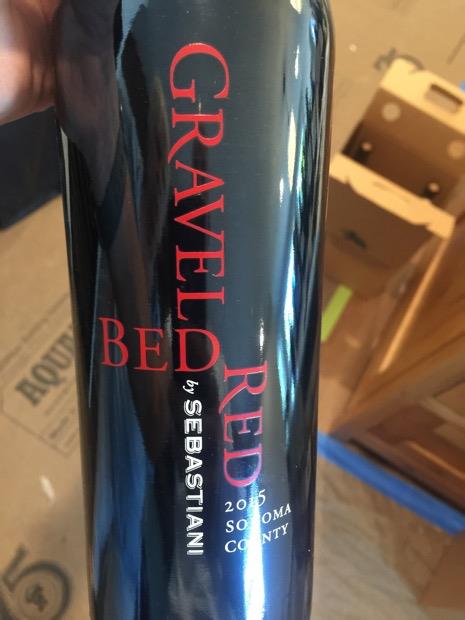 GRAVEL
BED
RED
by SEBASTIANI
2015
SONOMA
COUNTY